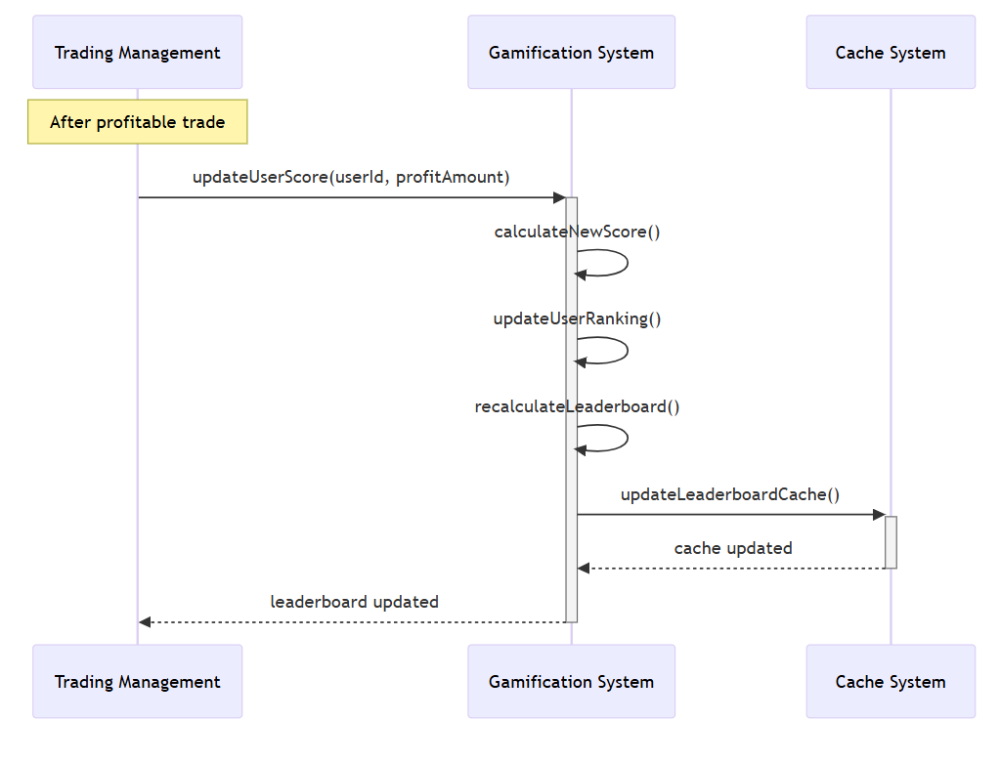 Trading Management
Gamification System
Cache System
After profitable trade
updateUserScore(userId, profitAmount)
calculateNewScore()
updateUserRanking()
recalculateLeaderboard()
updateLeaderboardCache()
cache updated
leaderboard updated
Trading Management
Gamification System
Cache System